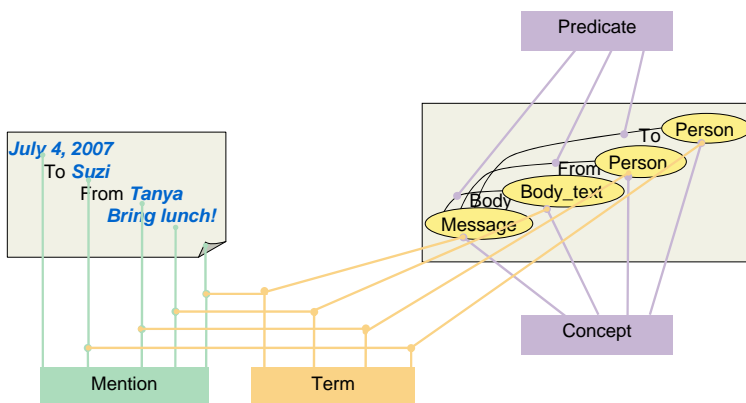 Predicate
July 4, 2007
To Suzi
From Tanya
Bring lunch!
To Person
From Person
Body Body_text
Message
Concept
Mention
Term